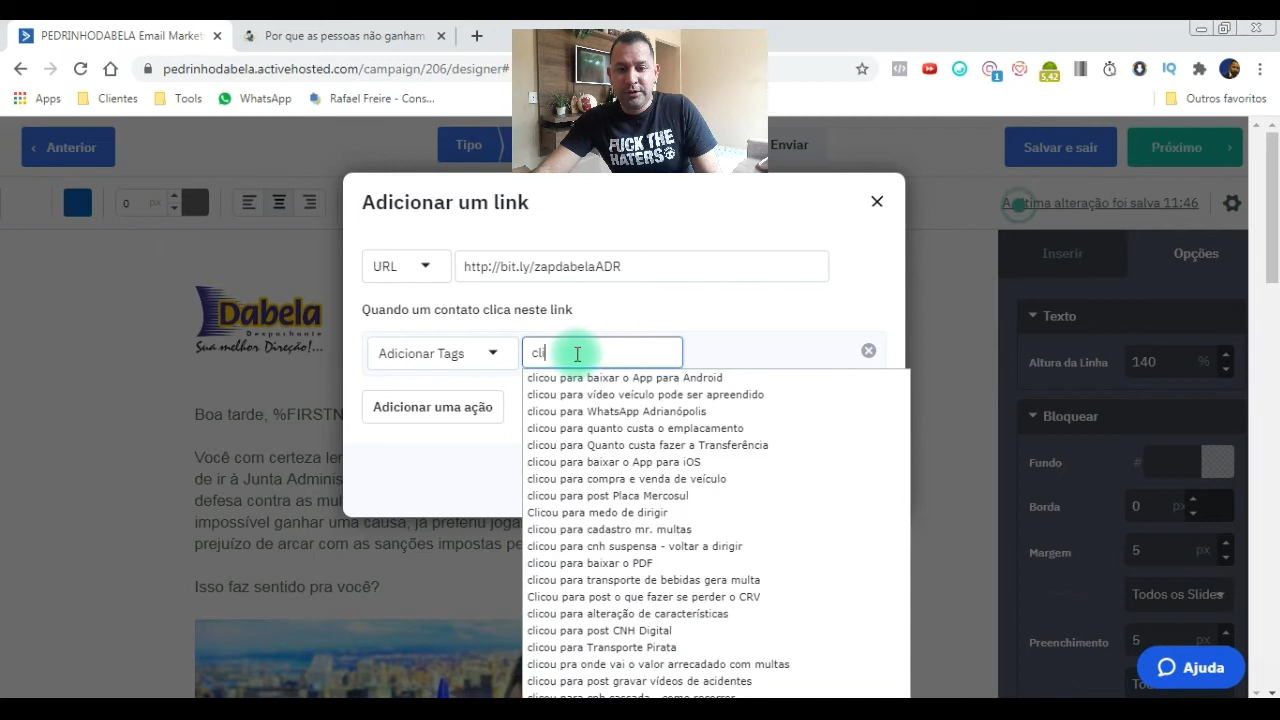 PEDRINHODABELA Email Market
Por que as pessoas não ganham
pedrinhodabela.activehosted.com/campaign/206/designer#
1
5,42
IQ
Apps
Clientes
Tools
WhatsApp
Rafael Freire - Cons...
Outros favoritos
FUCK THE
HATERS
Anterior
Tipo
Enviar
Salvar e sair
Próximo
0 px
A última alteração foi salva 11:46
Adicionar um link
URL
http://bit.ly/zapdabelaADR
Quando um contato clica neste link
Adicionar Tags
cli
Adicionar uma ação
clicou para baixar o App para Android
clicou para vídeo veículo pode ser apreendido
clicou para WhatsApp Adrianópolis
clicou para quanto custa o emplacamento
clicou para Quanto custa fazer a Transferência
clicou para baixar o App para iOS
clicou para compra e venda de veículo
clicou para post Placa Mercosul
Clicou para medo de dirigir
clicou para cadastro mr. multas
clicou para cnh suspensa - voltar a dirigir
clicou para baixar o PDF
clicou para transporte de bebidas gera multa
Clicou para post o que fazer se perder o CRV
clicou para alteração de características
clicou para post CNH Digital
clicou para Transporte Pirata
clicou pra onde vai o valor arrecadado com multas
clicou para post gravar vídeos de acidentes
clicou para cnh cassada - como recorrer
Dabela
Despachante
Sua melhor Direção!...
Boa tarde, %FIRSTN
Você com certeza
de ir à Junta Adminis
defesa contra as mul
impossível ganhar uma causa, já preferiu joga
prejuízo de arcar com as sanções impostas pe
Isso faz sentido pra você?
Inserir
Opções
Texto
Altura da Linha
140 %
Bloquear
Fundo
#
Borda
0 px
Margem
5 px
Todos os Slides
Preenchimento
5 px
Ajuda